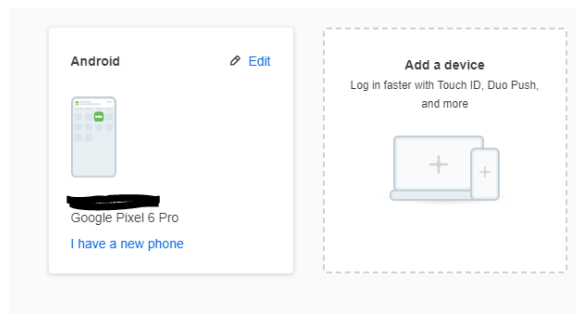 Android
Edit
Google Pixel 6 Pro
I have a new phone
Add a device
Log in faster with Touch ID, Duo Push,
and more